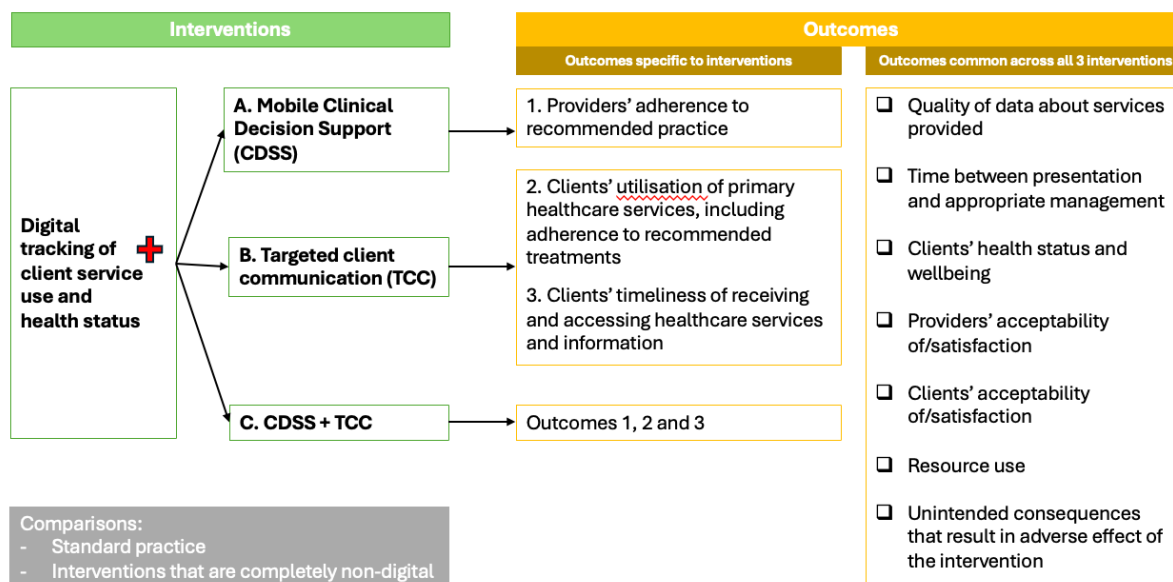 Interventions
Digital
tracking of
client service
use and
health status
A. Mobile Clinical
Decision Support
(CDSS)
B. Targeted client
communication (TCC)
C. CDSS + TCC
Comparisons:
- Standard practice
- Interventions that are completely non-digital
Outcomes
Outcomes specific to interventions
1. Providers’ adherence to
recommended practice
2. Clients’ utilisation of primary
healthcare services, including
adherence to recommended
treatments
3. Clients’ timeliness of receiving
and accessing healthcare services
and information
Outcomes 1, 2 and 3
Outcomes common across all 3 interventions
Quality of data about services
provided
Time between presentation
and appropriate management
Clients’ health status and
wellbeing
Providers’ acceptability
of/satisfaction
Clients’ acceptability
of/satisfaction
Resource use
Unintended consequences
that result in adverse effect of
the intervention